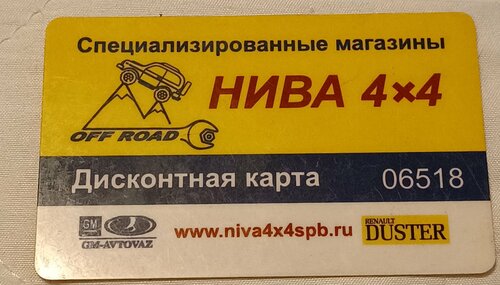 Специализированные магазины
НИВА 4×4
OFF ROAD
Дисконтная карта 06518
GM
GM-AVTOVAZ
www.niva4x4spb.ru
RENAULT
DUSTER